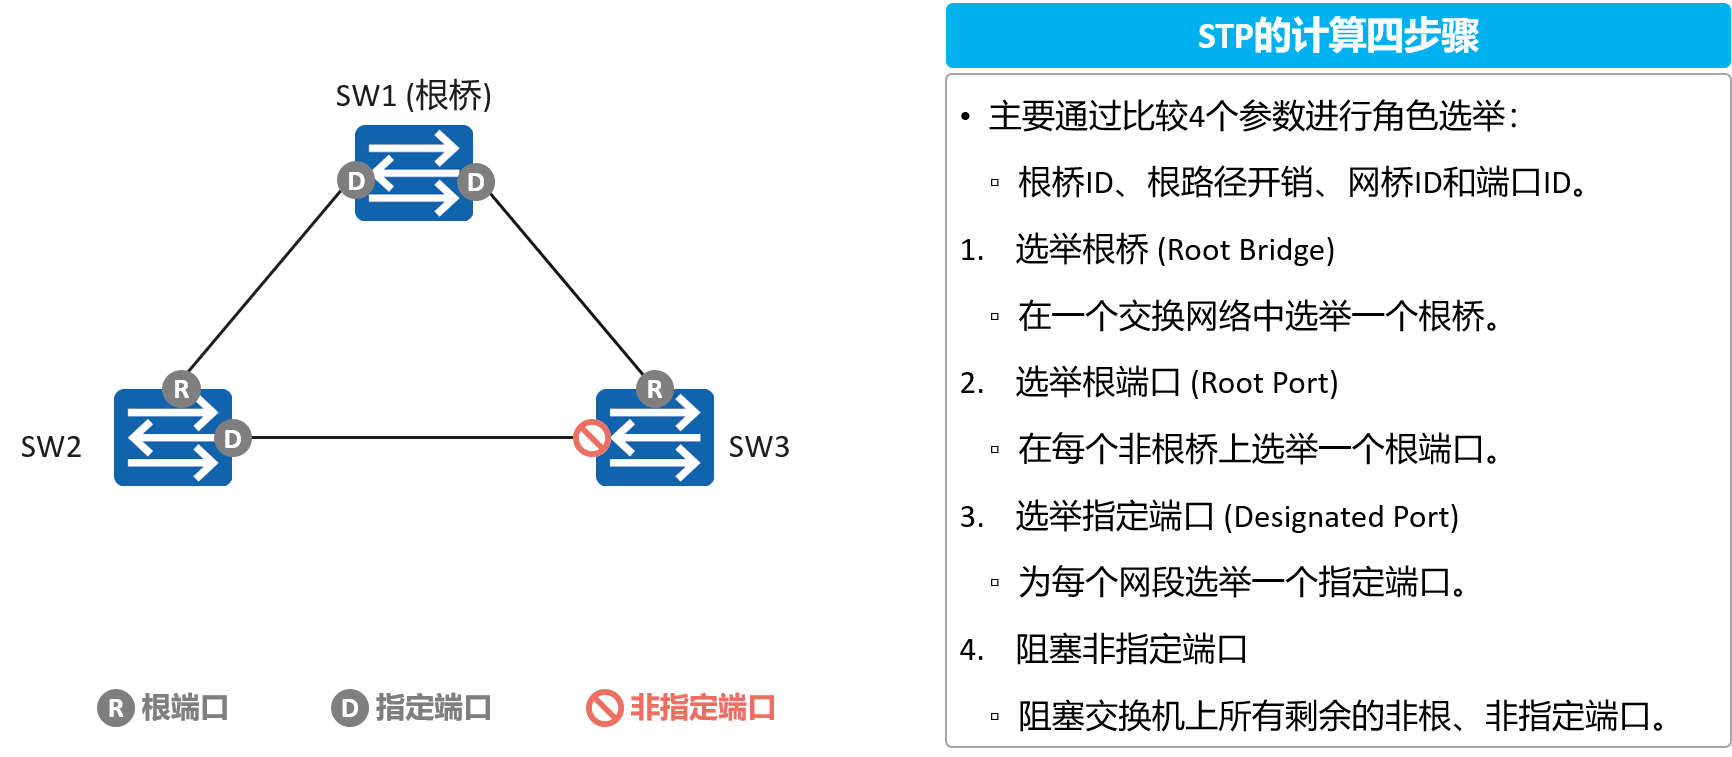 SW1 (根桥)
D
D
R
R
SW2
D
SW3
R 根端口
D 指定端口
非指定端口
STP的计算四步骤
• 主要通过比较4个参数进行角色选举：
▫ 根桥ID、根路径开销、网桥ID和端口ID。
1. 选举根桥 (Root Bridge)
▫ 在一个交换网络中选举一个根桥。
2. 选举根端口 (Root Port)
▫ 在每个非根桥上选举一个根端口。
3. 选举指定端口 (Designated Port)
▫ 为每个网段选举一个指定端口。
4. 阻塞非指定端口
▫ 阻塞交换机上所有剩余的非根、非指定端口。